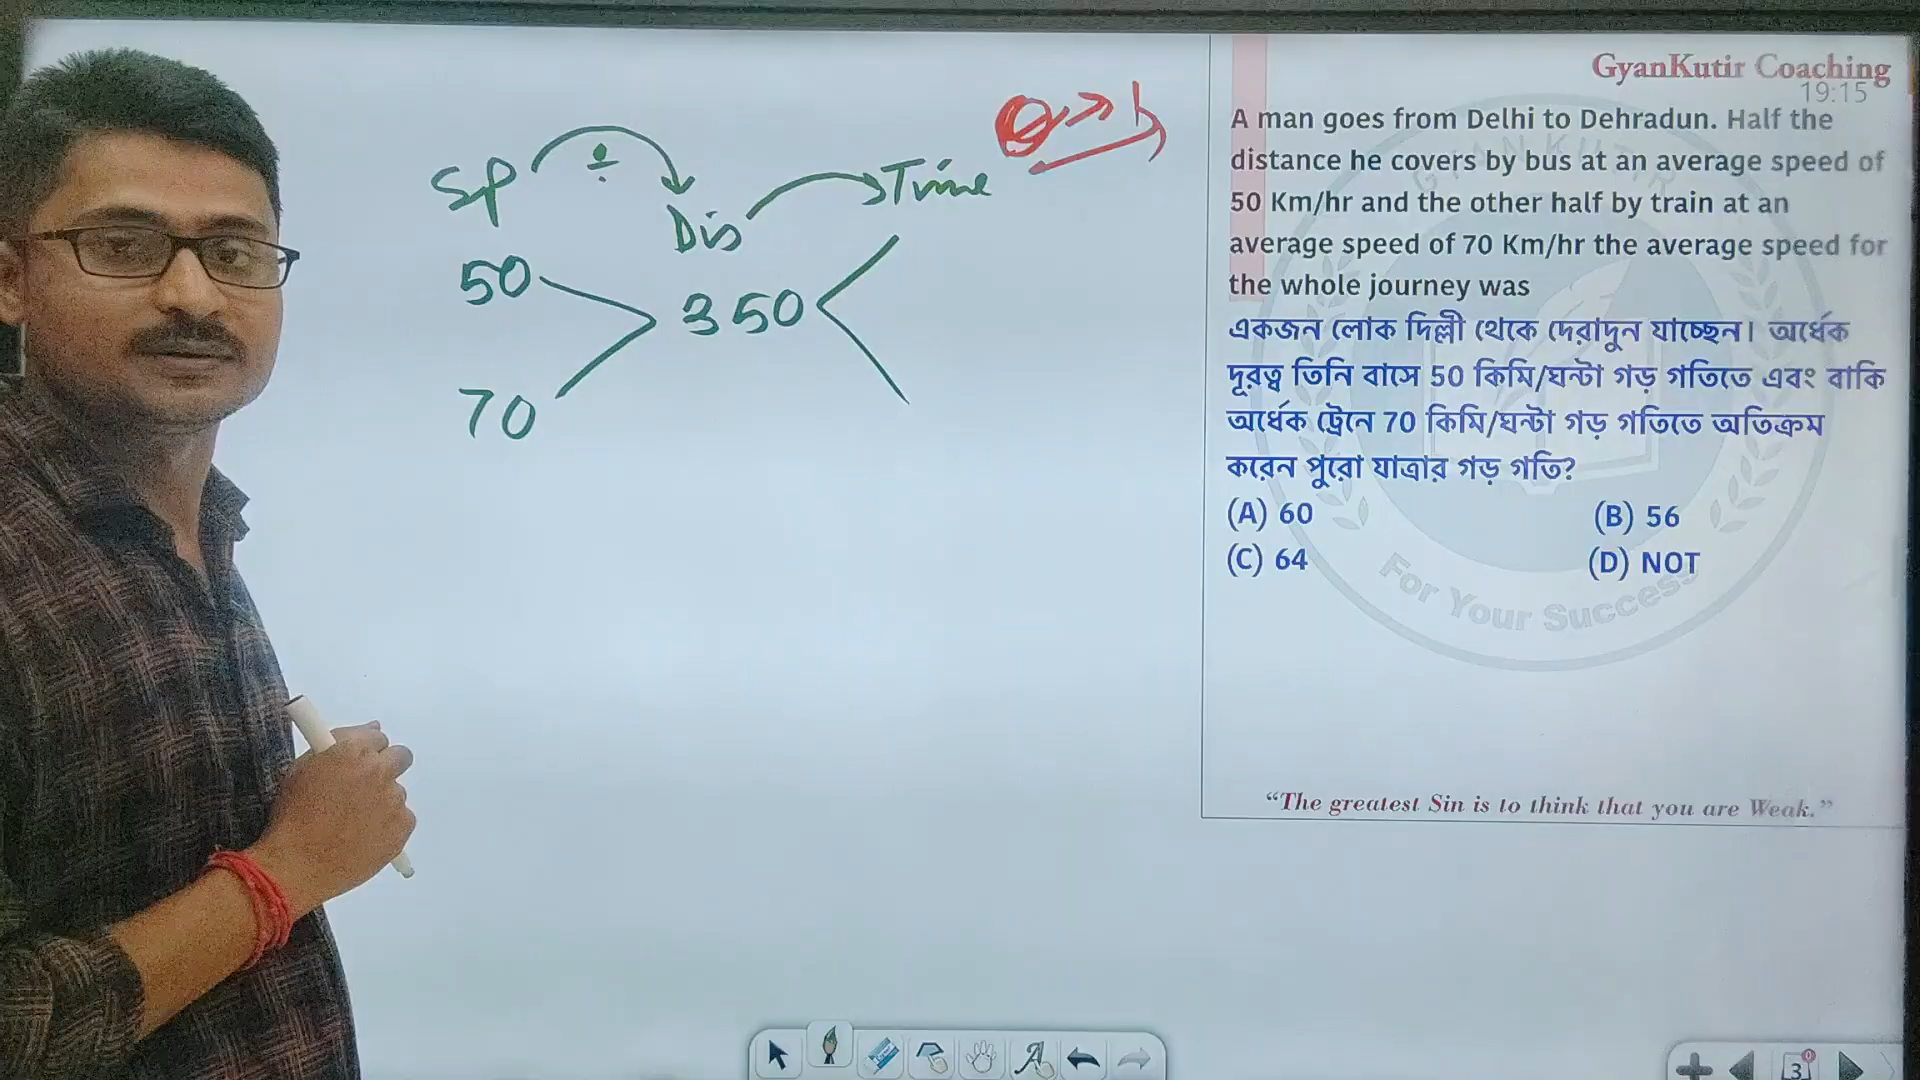 GyanKutir Coaching
19:15
Sp ÷ Dis Time
50
350
70
A man goes from Delhi to Dehradun. Half the
distance he covers by bus at an average speed of
50 Km/hr and the other half by train at an
average speed of 70 Km/hr the average speed for
the whole journey was
একজন লোক দিল্লী থেকে দেরাদুন যাচ্ছেন। অর্ধেক
দূরত্ব তিনি বাসে 50 কিমি/ঘন্টা গড় গতিতে এবং বাকি
অর্ধেক ট্রেনে 70 কিমি/ঘন্টা গড় গতিতে অতিক্রম
করেন পুরো যাত্রার গড় গতি?
(A) 60 (B) 56
(C) 64 (D) NOT
GYAN KUTIR
For Your Success
“The greatest Sin is to think that you are Weak.”
3